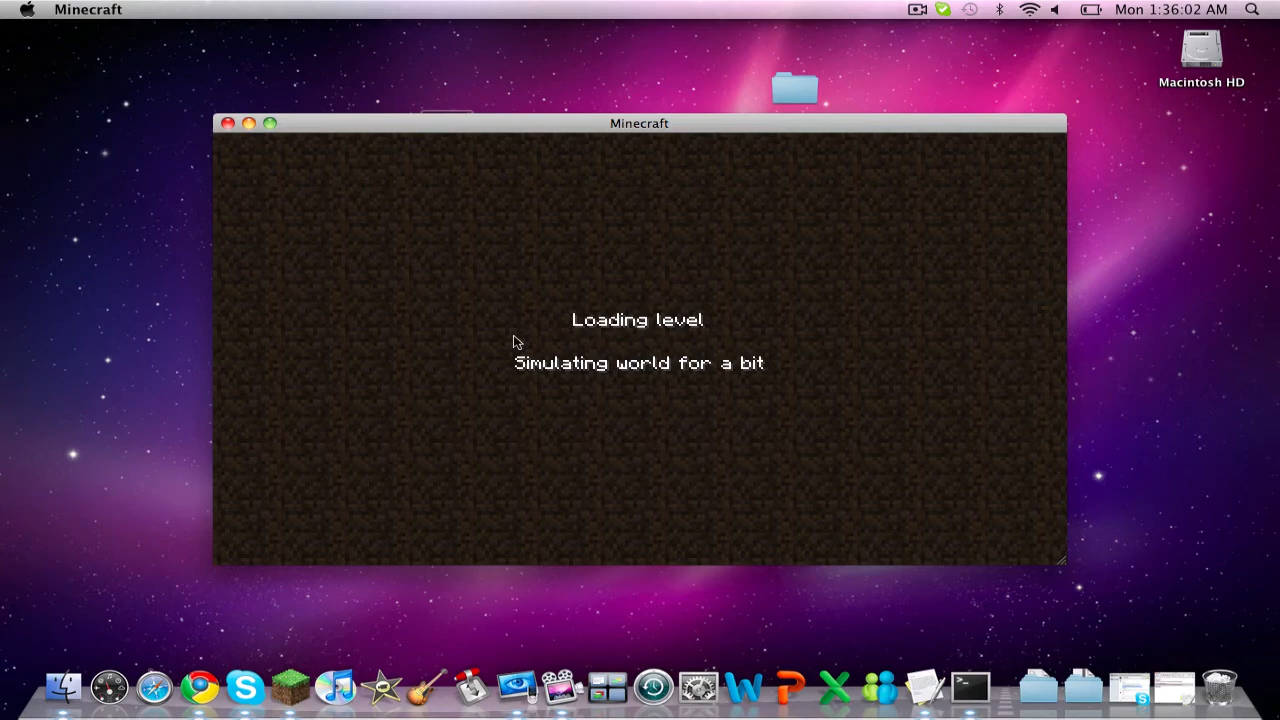 Minecraft
Mon 1:36:02 AM
Macintosh HD
Minecraft
Loading level
Simulating world for a bit